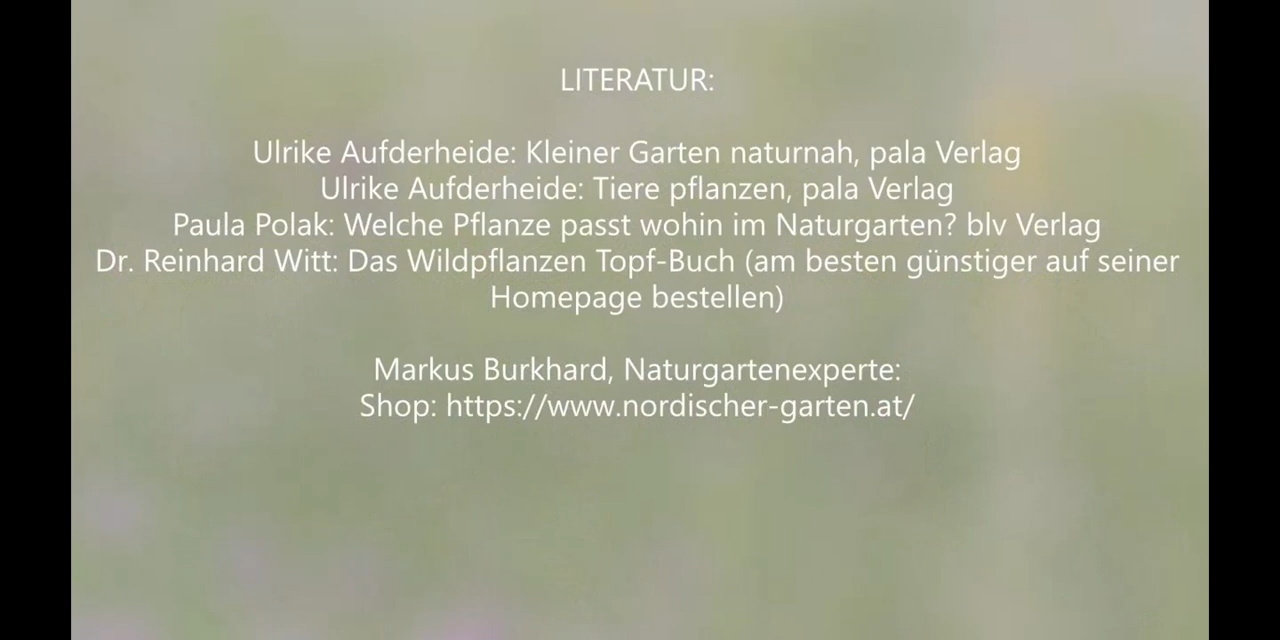 LITERATUR:
Ulrike Aufderheide: Kleiner Garten naturnah, pala Verlag
Ulrike Aufderheide: Tiere pflanzen, pala Verlag
Paula Polak: Welche Pflanze passt wohin im Naturgarten? blv Verlag
Dr. Reinhard Witt: Das Wildpflanzen Topf-Buch (am besten günstiger auf seiner
Homepage bestellen)
Markus Burkhard, Naturgartenexperte:
Shop: https://www.nordischer-garten.at/